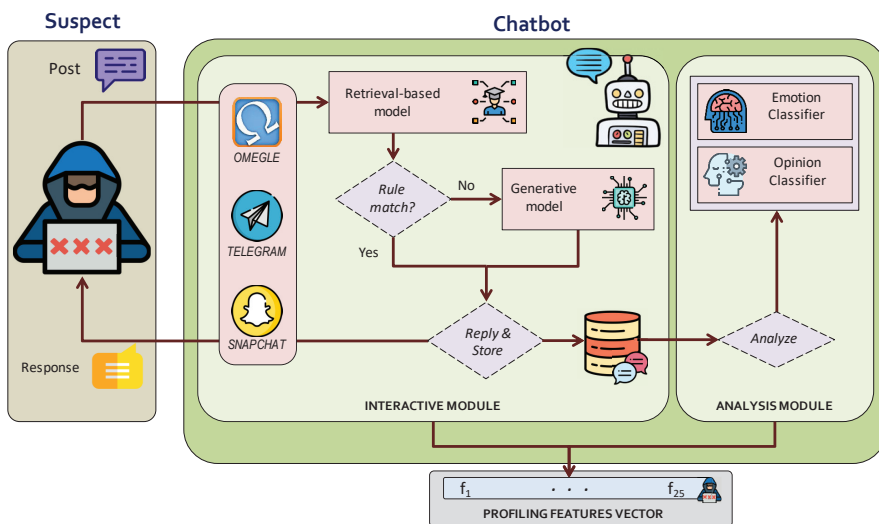 Suspect
Chatbot
Post
Response
OMEGLE
TELEGRAM
SNAPCHAT
Retrieval-based
model
Rule
match?
No
Yes
Generative
model
Reply &
Store
INTERACTIVE MODULE
Emotion
Classifier
Opinion
Classifier
Analyze
ANALYSIS MODULE
f₁ . . . f₂₅
PROFILING FEATURES VECTOR